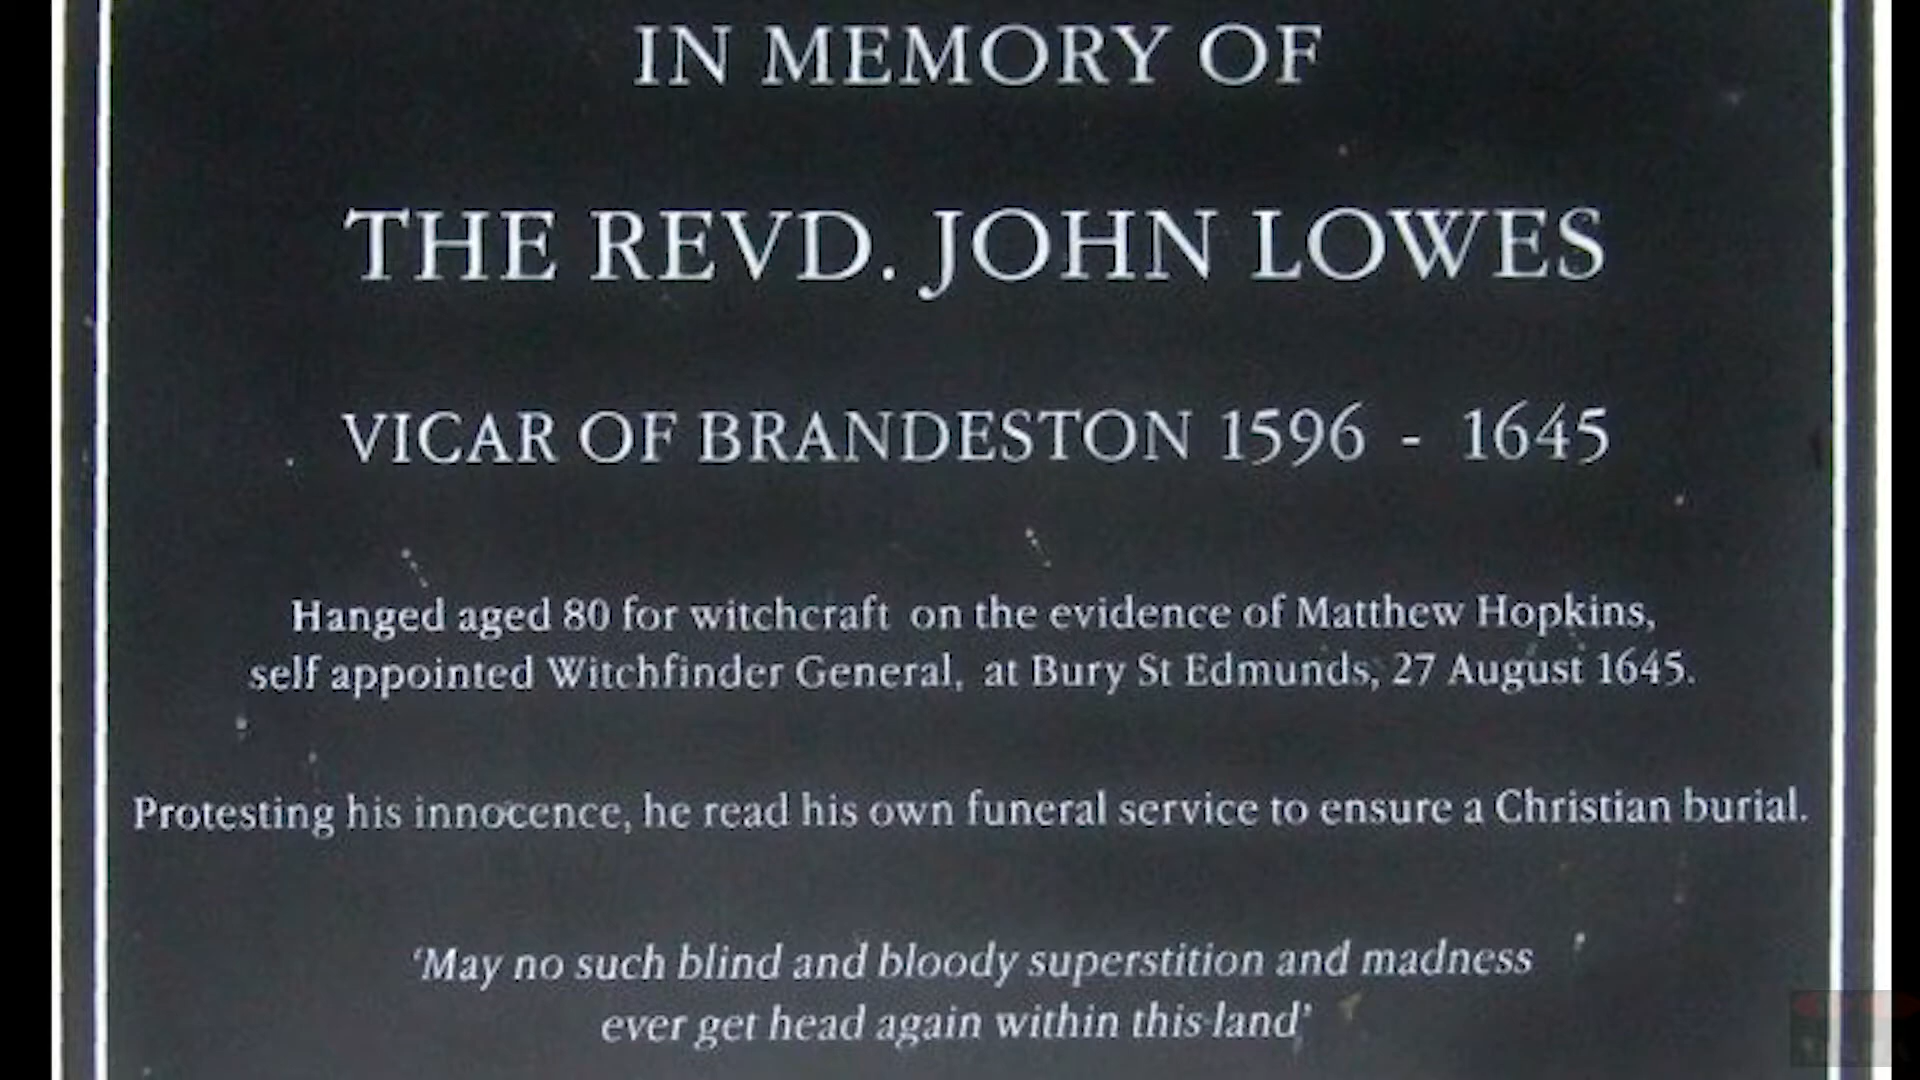 IN MEMORY OF
THE REVD. JOHN LOWES
VICAR OF BRANDESTON 1596 - 1645
Hanged aged 80 for witchcraft on the evidence of Matthew Hopkins,
self appointed Witchfinder General, at Bury St Edmunds, 27 August 1645.
Protesting his innocence, he read his own funeral service to ensure a Christian burial.
'May no such blind and bloody superstition and madness
ever get head again within this land'